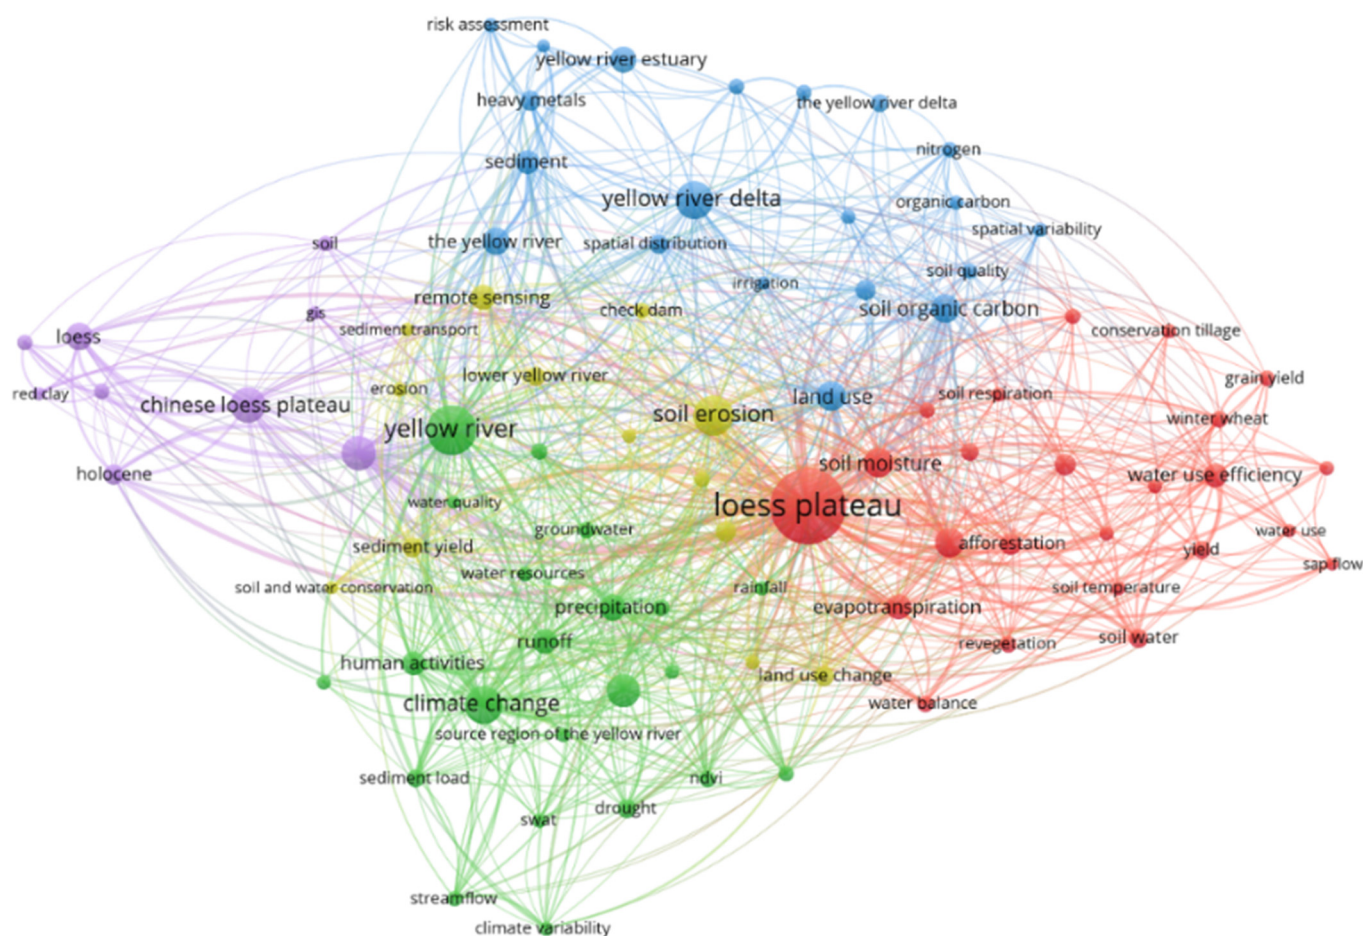 risk assessment
yellow river estuary
heavy metals
the yellow river delta
nitrogen
sediment
yellow river delta
organic carbon
spatial variability
the yellow river
spatial distribution
soil
soil quality
irrigation
remote sensing
soil organic carbon
check dam
gis
sediment transport
conservation tillage
loess
lower yellow river
grain yield
erosion
red clay
soil respiration
land use
chinese loess plateau
soil erosion
winter wheat
yellow river
soil moisture
holocene
water use efficiency
water quality
loess plateau
groundwater
water use
sediment yield
afforestation
yield
sap flow
water resources
soil and water conservation
rainfall
soil temperature
precipitation
evapotranspiration
runoff
revegetation
soil water
human activities
land use change
climate change
water balance
source region of the yellow river
sediment load
ndvi
drought
swat
streamflow
climate variability